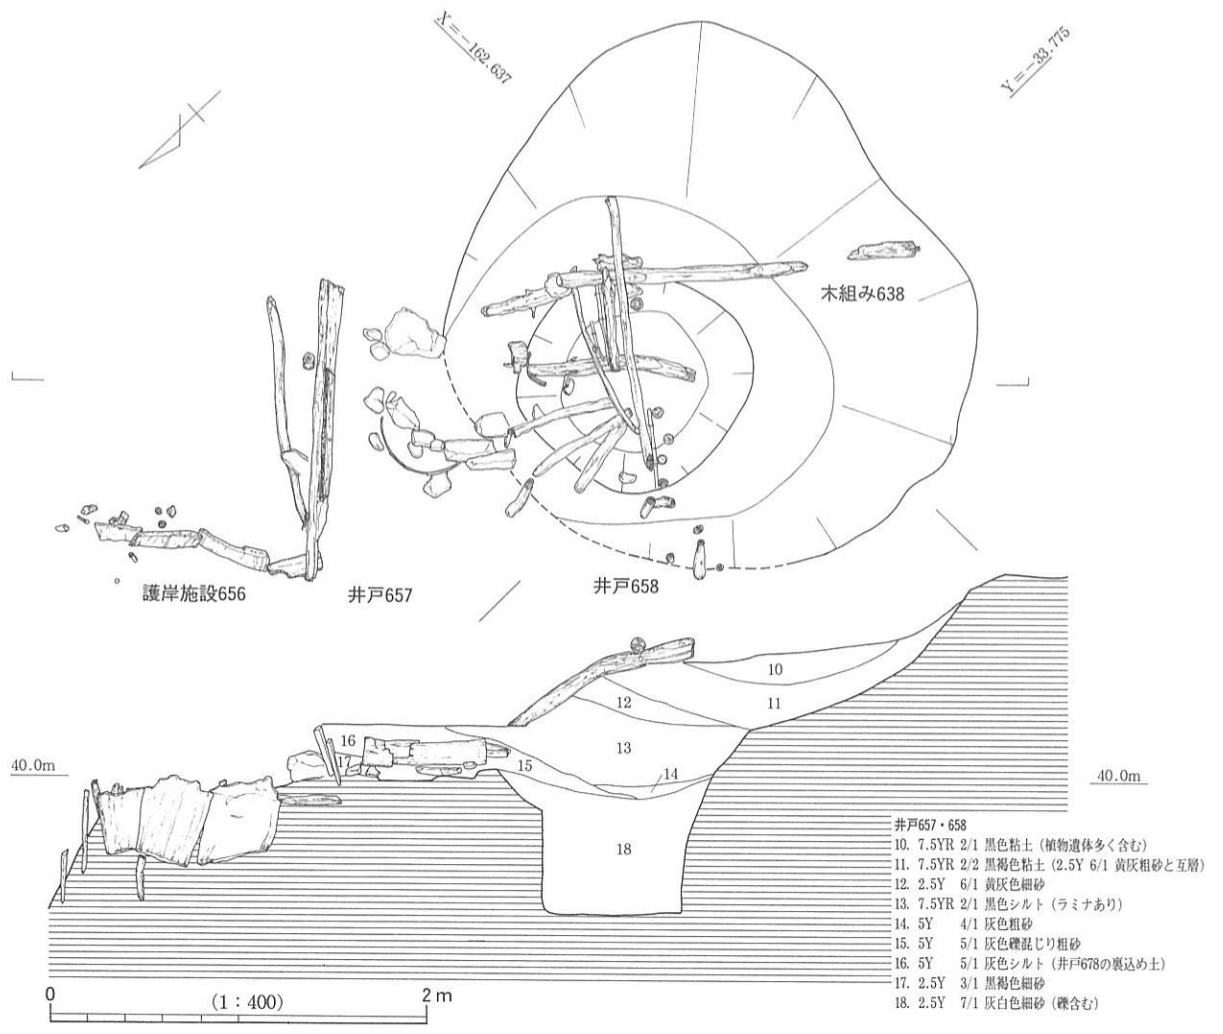 X=-162.637
Y=-33.775
木組み638
護岸施設656
井戸657
井戸658
10
12
11
16
13
17
15
14
40.0m
40.0m
18
井戸657・658
10. 7.5YR 2/1 黒色粘土（植物遺体多く含む）
11. 7.5YR 2/2 黒褐色粘土（2.5Y 6/1 黄灰粗砂と互層）
12. 2.5Y 6/1 黄灰色細砂
13. 7.5YR 2/1 黒色シルト（ラミナあり）
14. 5Y 4/1 灰色粗砂
15. 5Y 5/1 灰色礫混じり粗砂
16. 5Y 5/1 灰色シルト（井戸678の裏込め土）
17. 2.5Y 3/1 黒褐色細砂
18. 2.5Y 7/1 灰白色細砂（礫含む）
0 (1：400) 2m